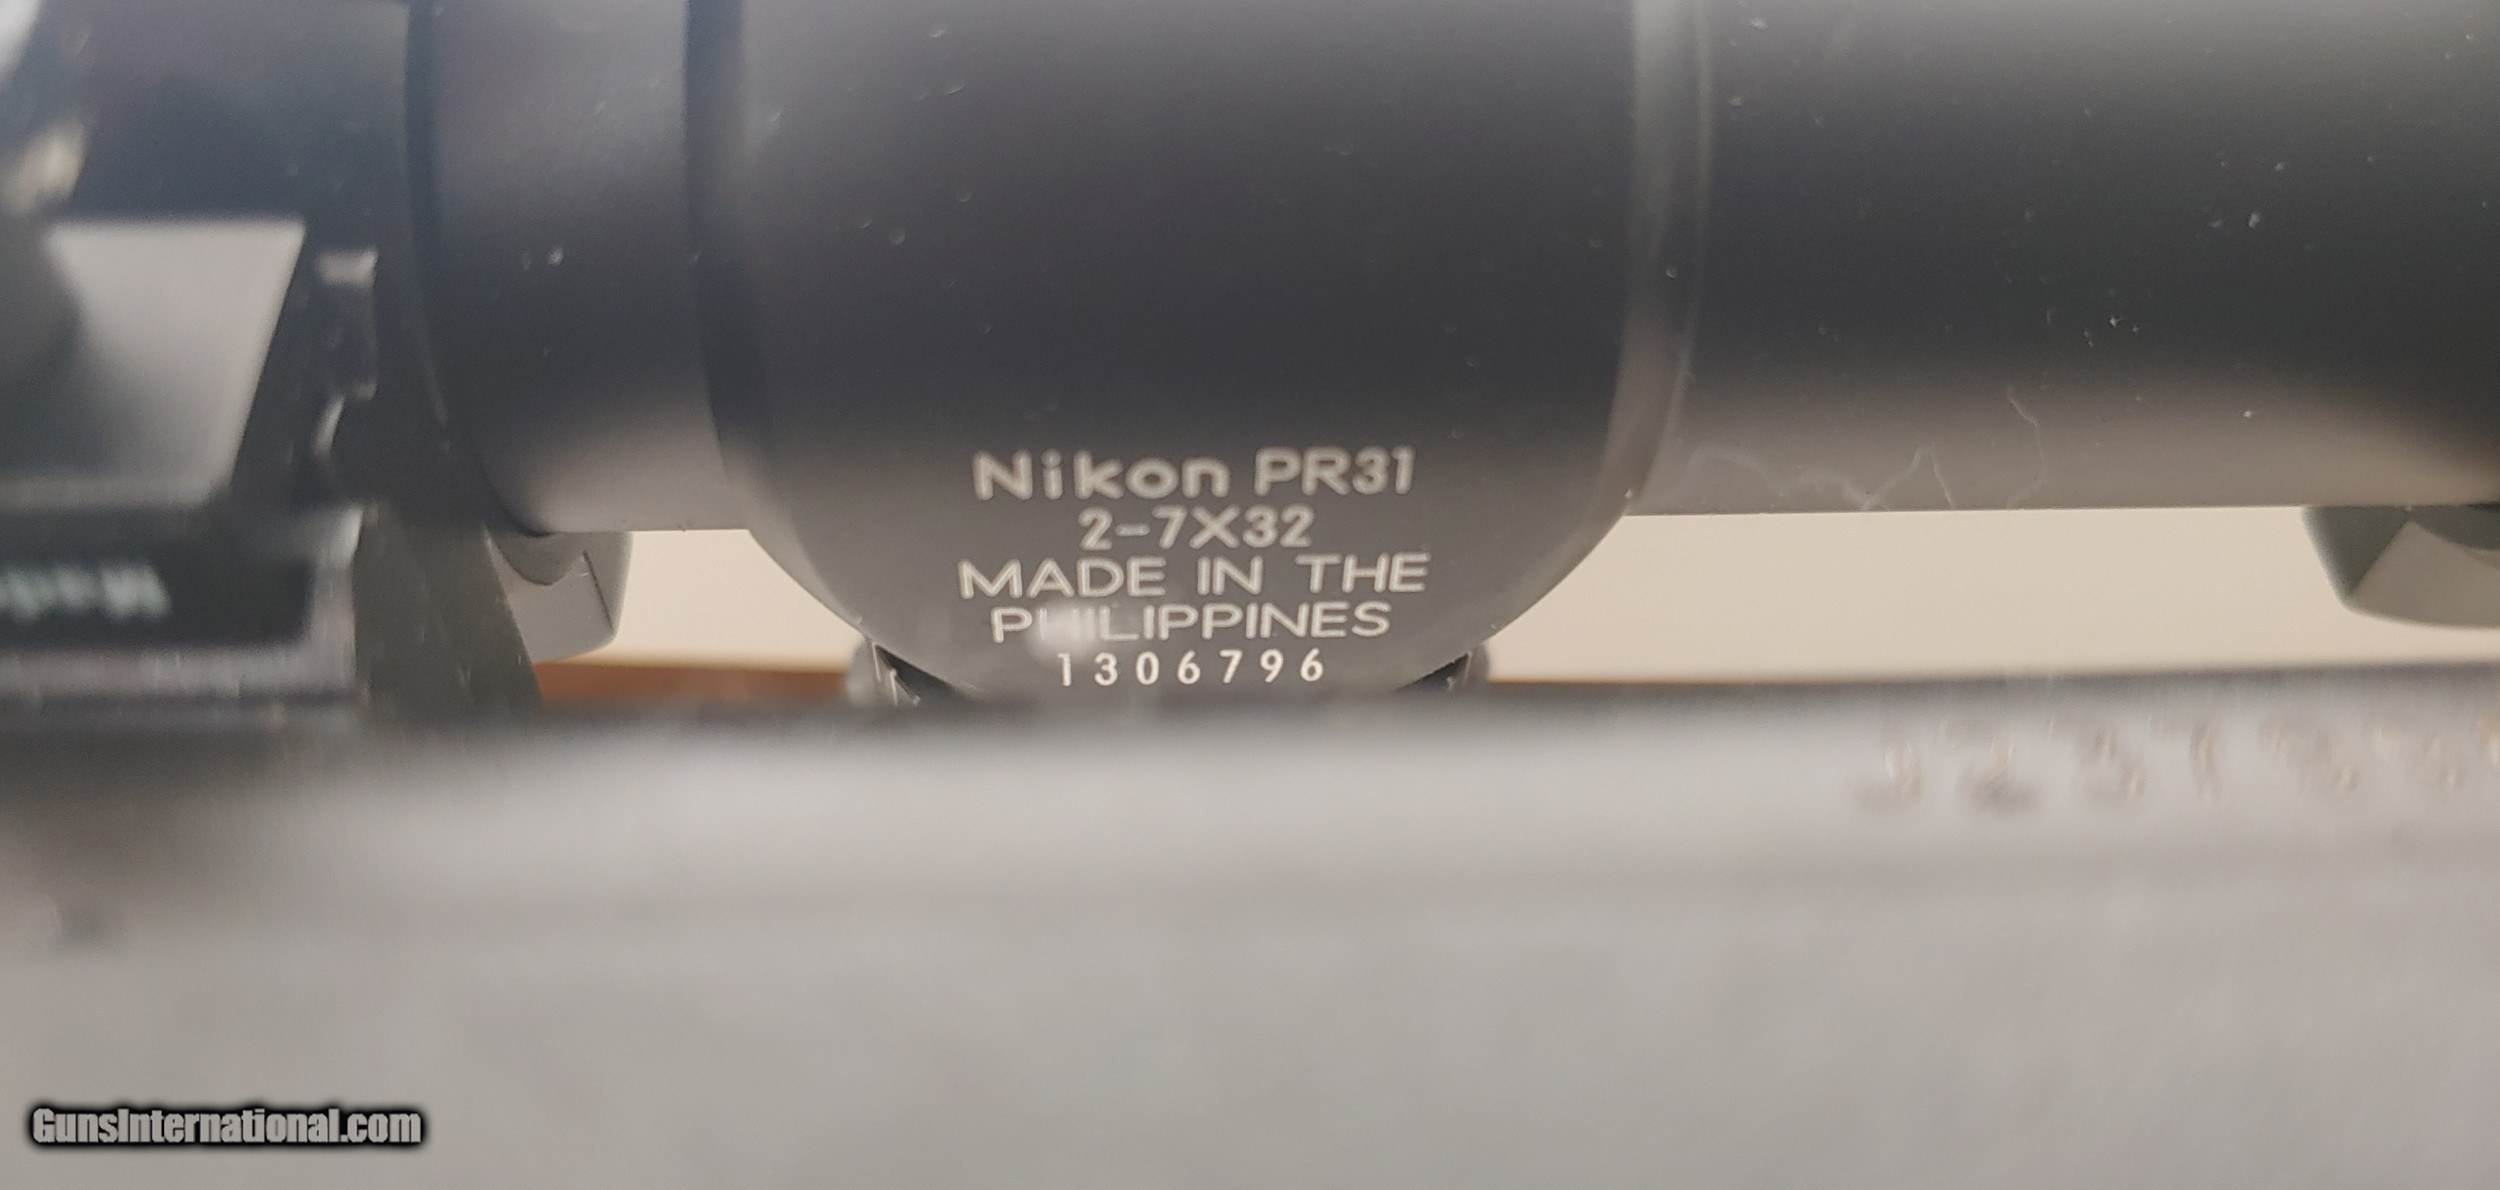 Nikon PR31
2-7X32
MADE IN THE
PHILIPPINES
1306796
GunsInternational.com